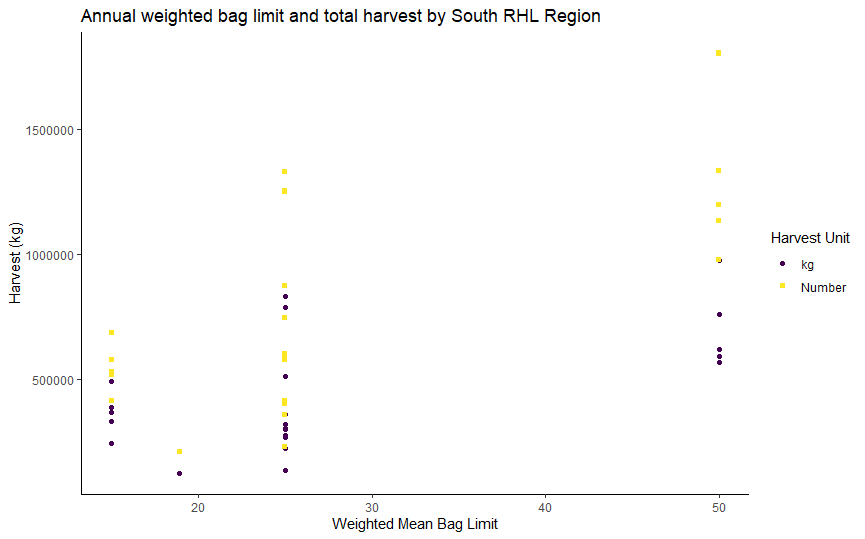 Annual weighted bag limit and total harvest by South RHL Region
Harvest (kg)
1500000
1000000
500000
20
30
40
50
Weighted Mean Bag Limit
Harvest Unit
kg
Number